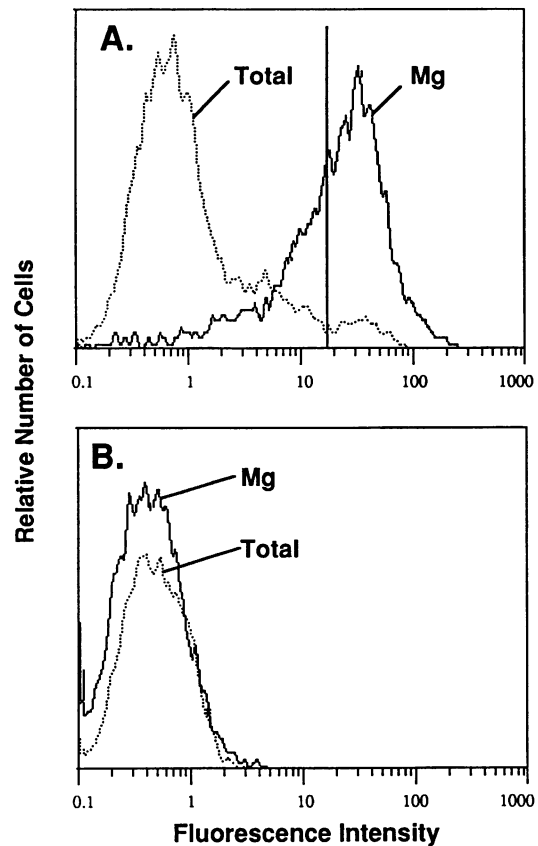 A.
Total
Mg
0.1 1 10 100 1000
Relative Number of Cells
B.
Mg
Total
0.1 1 10 100 1000
Fluorescence Intensity